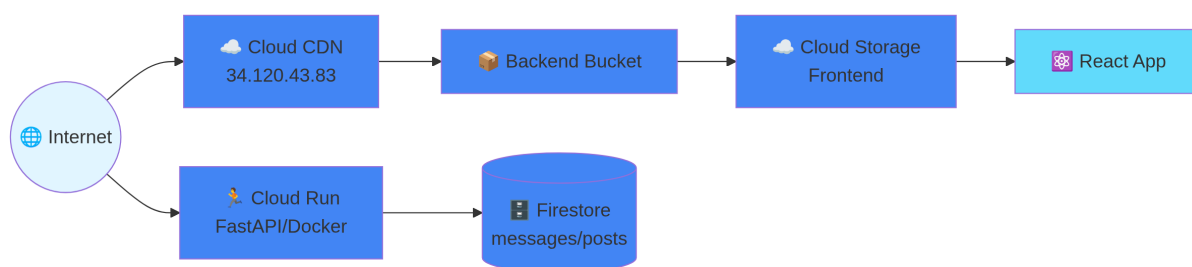 🌐 Internet
☁️ Cloud CDN
34.120.43.83
📦 Backend Bucket
☁️ Cloud Storage
Frontend
⚛️ React App
🏃 Cloud Run
FastAPI/Docker
🗄️ Firestore
messages/posts